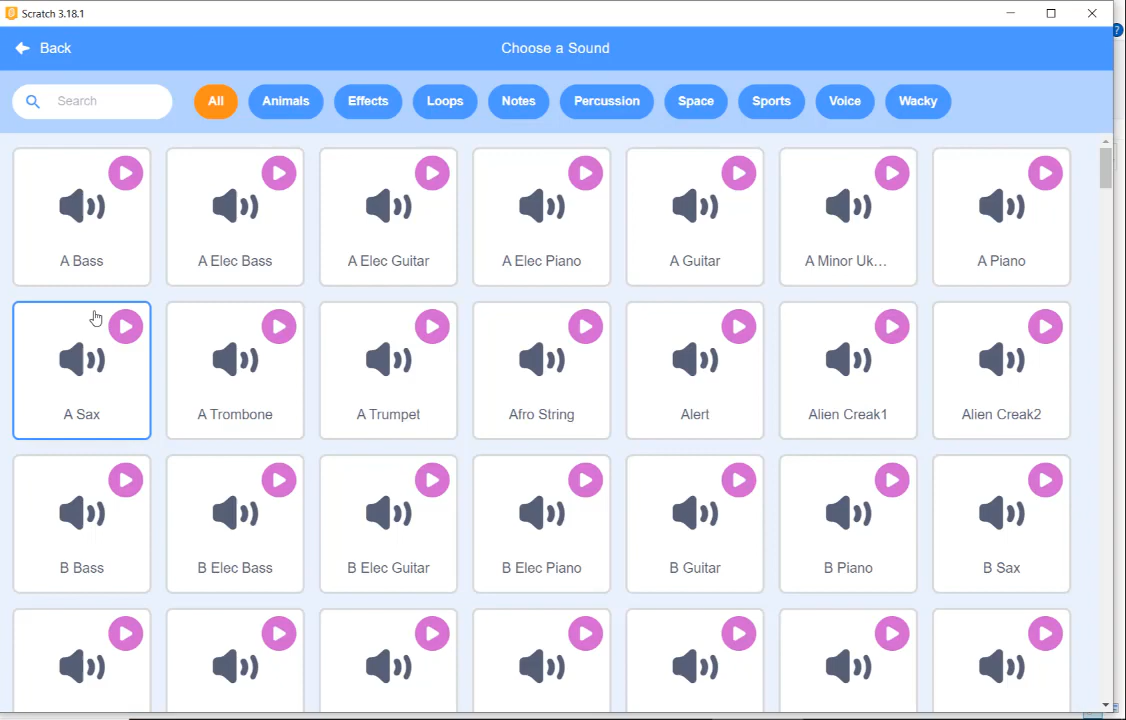 Scratch 3.18.1
Back
Choose a Sound
Search
All
Animals
Effects
Loops
Notes
Percussion
Space
Sports
Voice
Wacky
A Bass
A Elec Bass
A Elec Guitar
A Elec Piano
A Guitar
A Minor Uk...
A Piano
A Sax
A Trombone
A Trumpet
Afro String
Alert
Alien Creak1
Alien Creak2
B Bass
B Elec Bass
B Elec Guitar
B Elec Piano
B Guitar
B Piano
B Sax